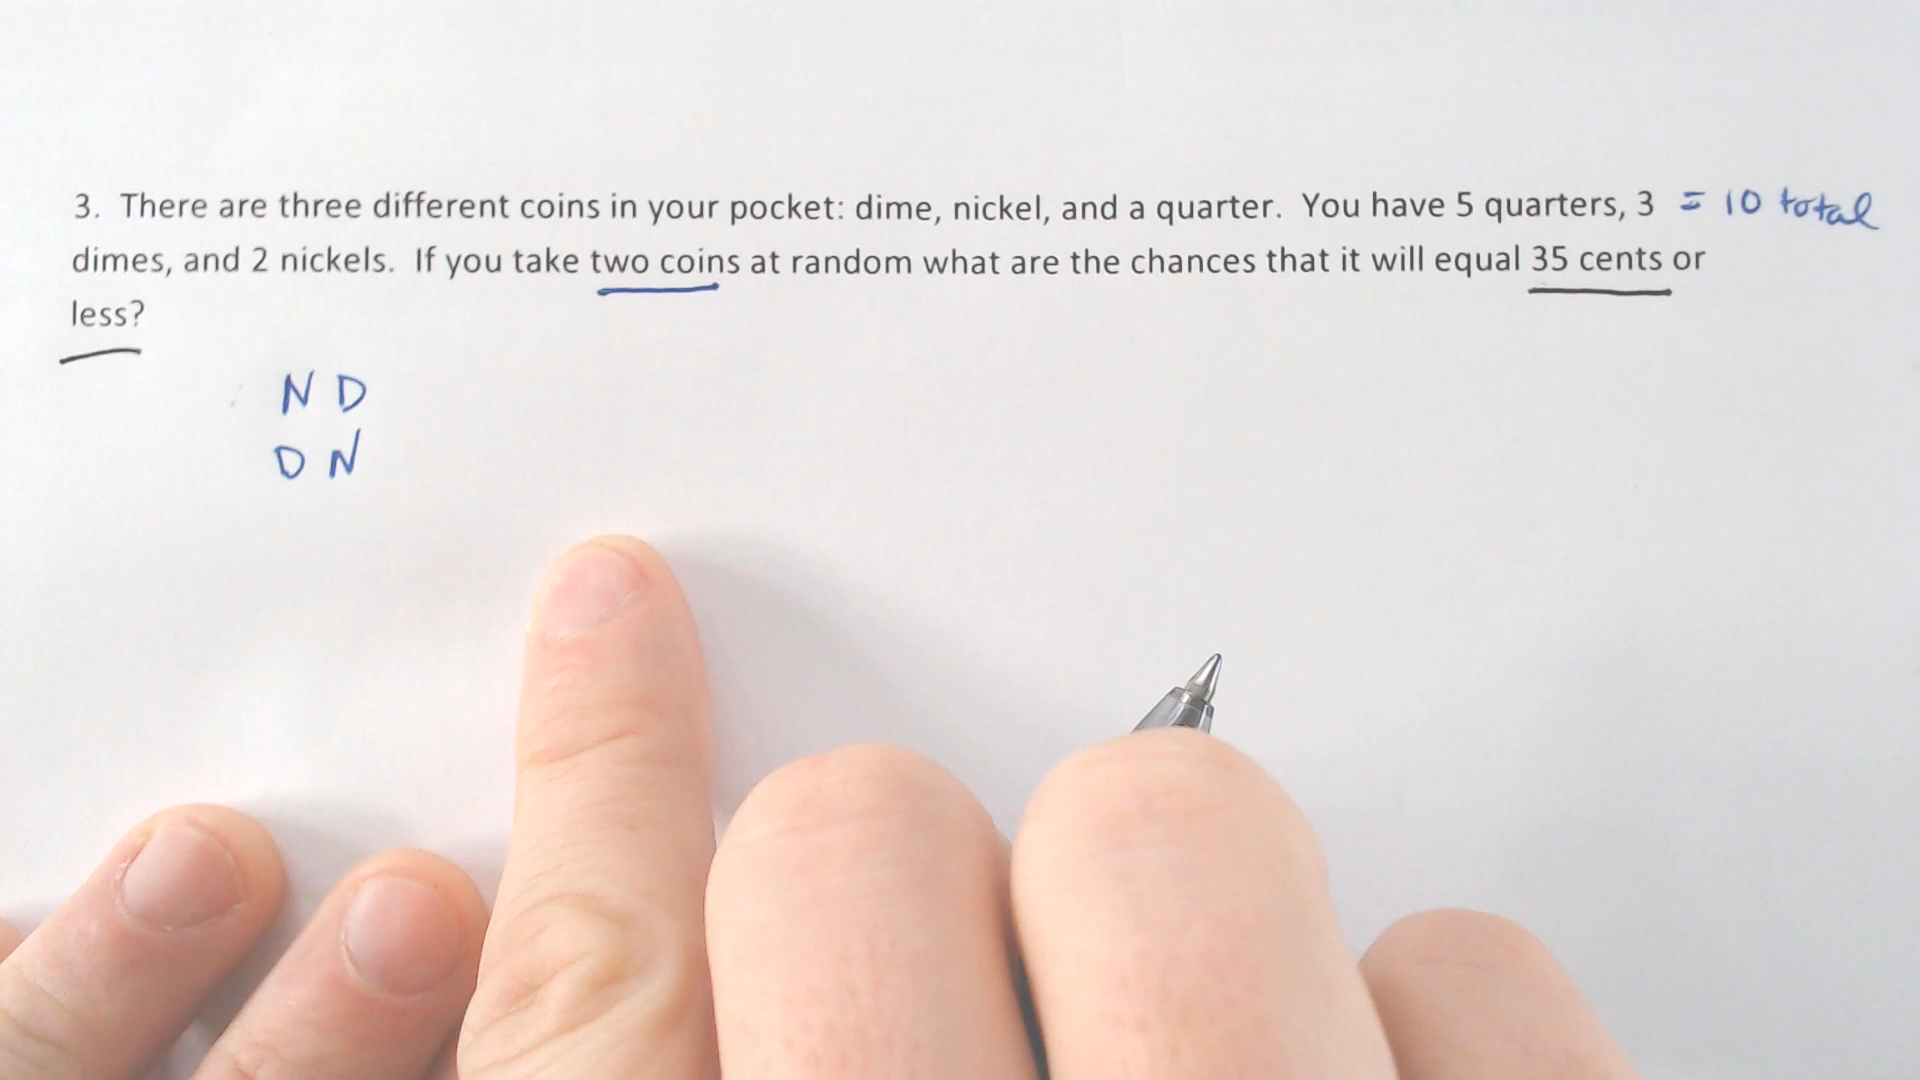 3. There are three different coins in your pocket: dime, nickel, and a quarter. You have 5 quarters, 3 = 10 total
dimes, and 2 nickels. If you take two coins at random what are the chances that it will equal 35 cents or
less?
N D
D N